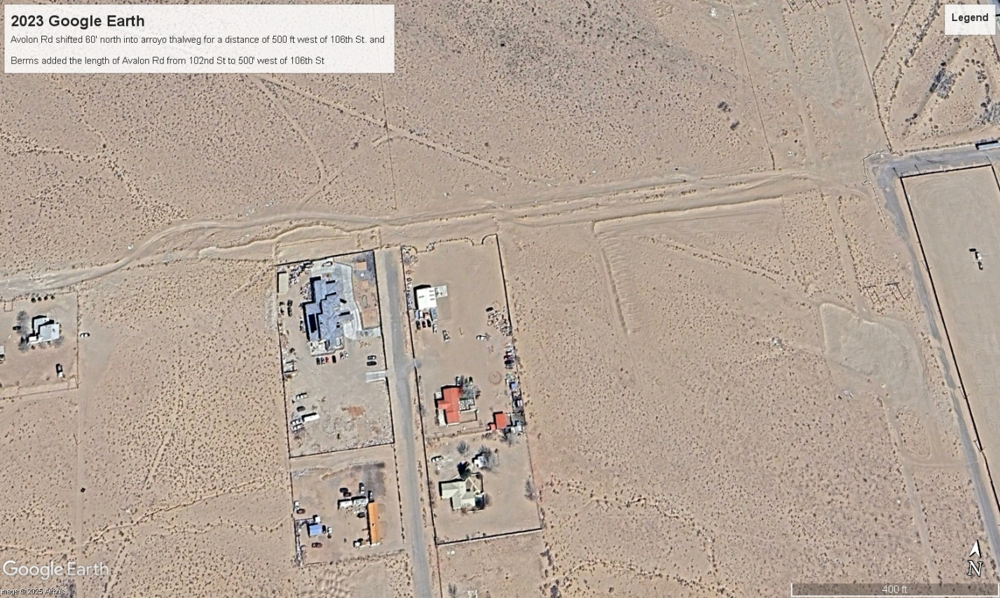 2023 Google Earth
Legend
Avolon Rd shifted 60' north into arroyo thalweg for a distance of 500 ft west of 106th St. and
Berms added the length of Avalon Rd from 102nd St to 500' west of 106th St
N
Google Earth
400 ft
Image © 2025 Airbus